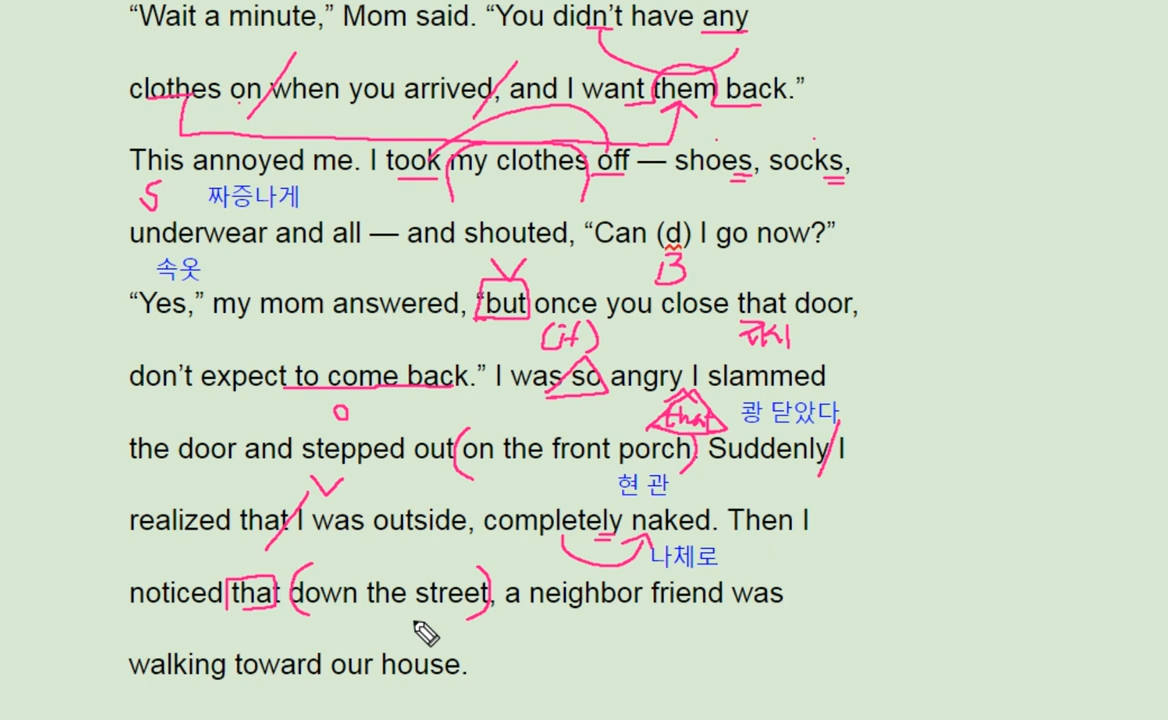 “Wait a minute,” Mom said. “You didn’t have any
clothes on when you arrived, and I want them back.”
This annoyed me. I took my clothes off — shoes, socks,
S 짜증나게
underwear and all — and shouted, “Can (d) I go now?”
속옷 13
“Yes,” my mom answered, “but once you close that door,
(if)
don’t expect to come back.” I was so angry I slammed
that 쾅 닫았다
the door and stepped out on the front porch. Suddenly I
현 관
realized that I was outside, completely naked. Then I
나체로
noticed that down the street, a neighbor friend was
walking toward our house.